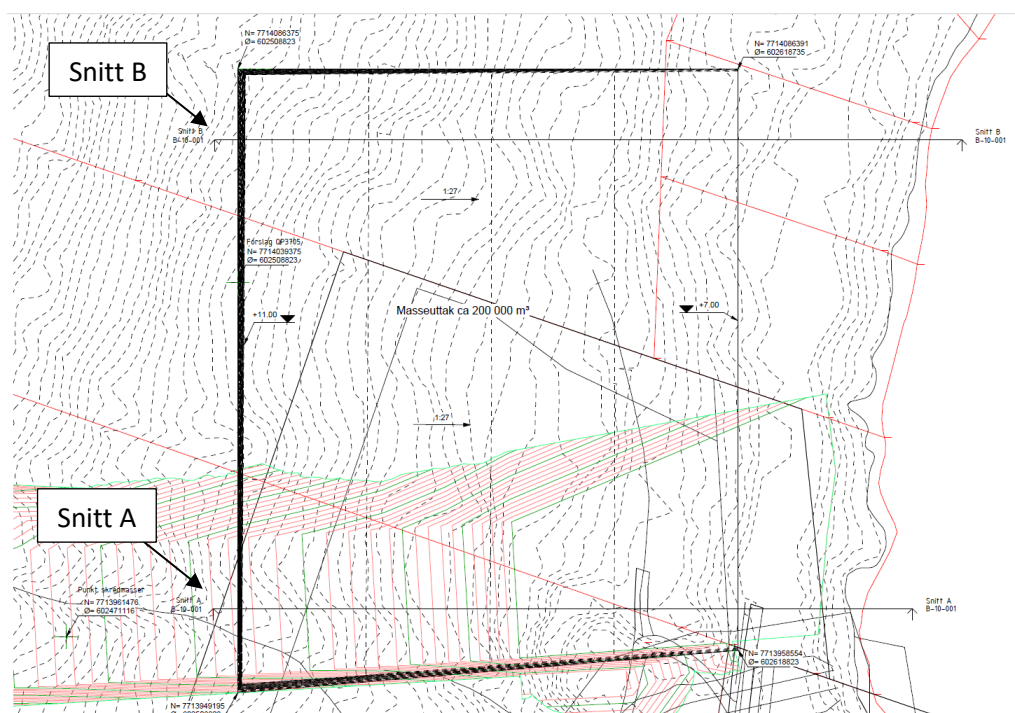 N= 7714086375
Ø= 602508823
N= 7714086391
Ø= 602618735
Snitt B
Snitt B
B-10-001
Snitt B
B-10-001
1:27
Forslag OP3705
N= 7714039375
Ø= 602508823
Masseuttak ca 200 000 m³
+11.00
+7.00
1:27
Snitt A
Punkt skredmasser
N= 7713961476
Ø= 602471116
Snitt A
B-10-001
Snitt A
B-10-001
N= 7713958554
Ø= 602618823
N= 7713949195